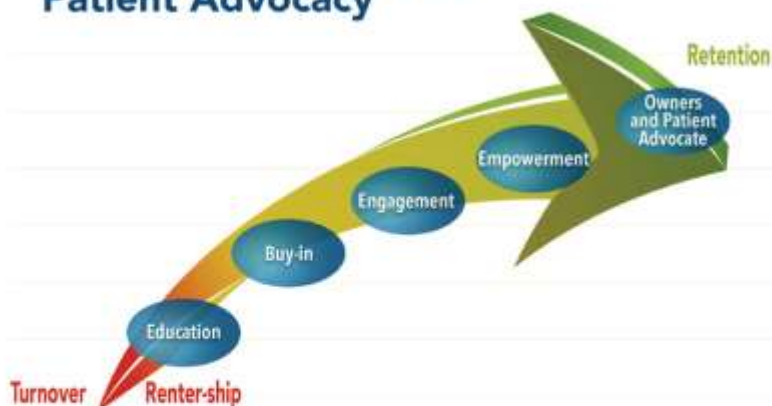 Patient Advocacy
Retention
Owners
and Patient
Advocate
Empowerment
Engagement
Buy-in
Education
Turnover
Renter-ship